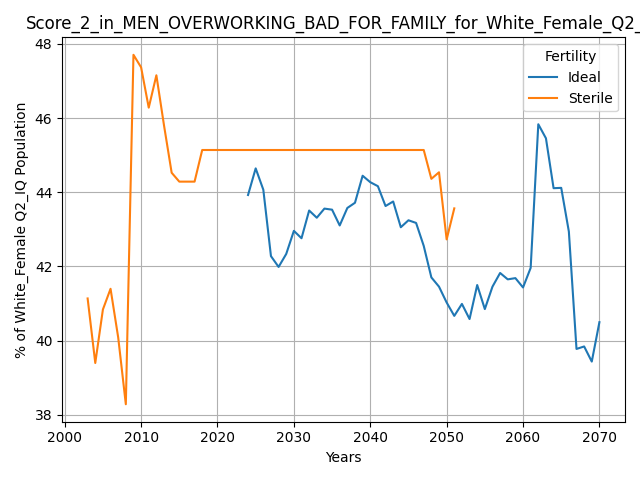 Score_2_in_MEN_OVERWORKING_BAD_FOR_FAMILY_for_White_Female_Q2_
% of White_Female Q2_IQ Population
48
46
44
42
40
38
Fertility
Ideal
Sterile
2000 2010 2020 2030 2040 2050 2060 2070
Years